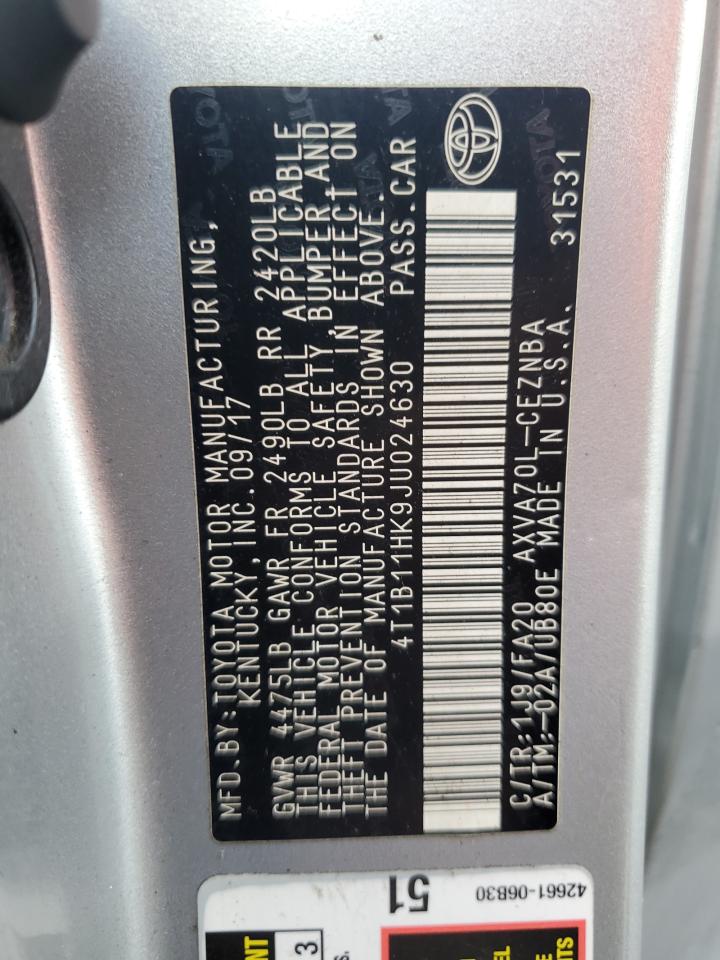 MFD.BY:TOYOTA MOTOR MANUFACTURING,
KENTUCKY, INC.09/17
GVWR 4475LB GAWR FR 2490LB RR 2420LB
THIS VEHICLE CONFORMS TO ALL APPLICABLE
FEDERAL MOTOR VEHICLE SAFETY,BUMPER,AND
THEFT PREVENTION STANDARDS IN EFFECT ON
THE DATE OF MANUFACTURE SHOWN ABOVE.
4T1B11HK9JU024630 PASS.CAR
C/TR:1J9/FA20 AXVA70L-CEZNBA
A/TM:-02A/UB80E MADE IN U.S.A. 31531
51
42661-06B30
3